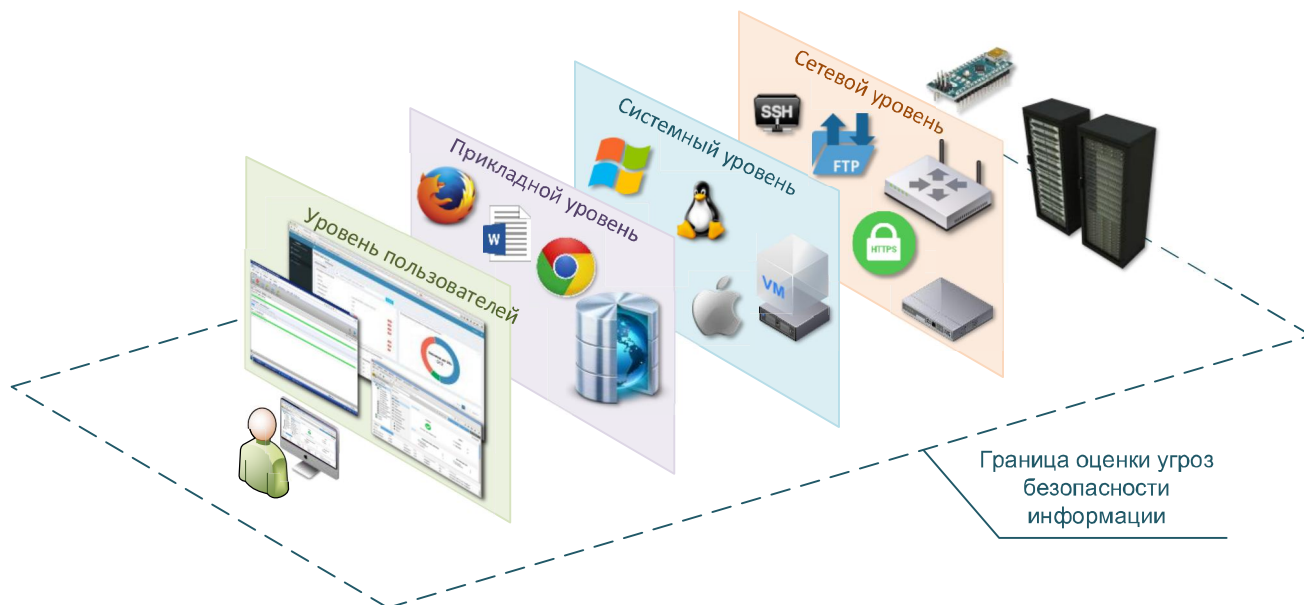 Сетевой уровень
SSH
FTP
HTTPS
Системный уровень
VM
Прикладной уровень
W
Уровень пользователей
Граница оценки угроз
безопасности
информации